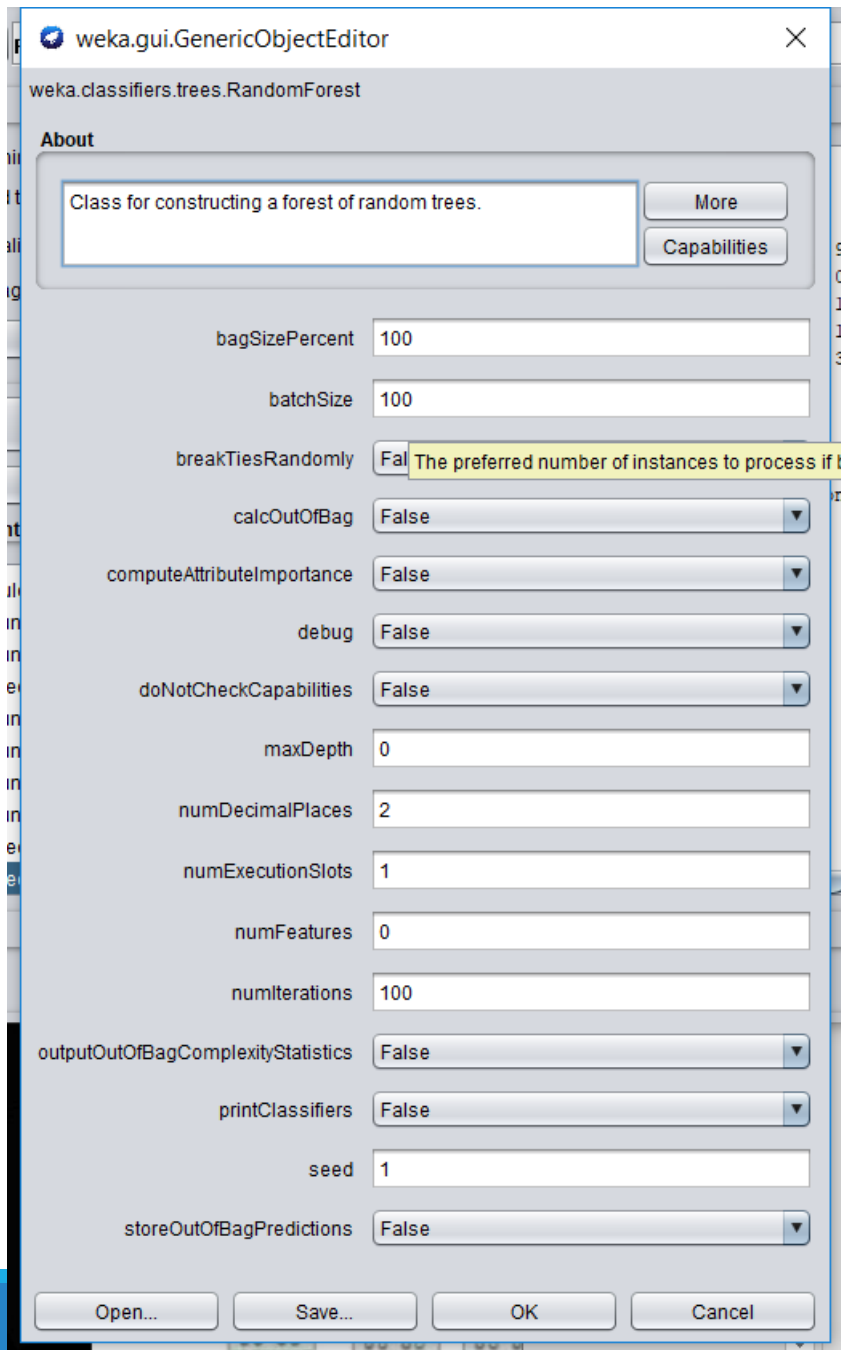 weka.gui.GenericObjectEditor
weka.classifiers.trees.RandomForest
About
Class for constructing a forest of random trees.
More
Capabilities
bagSizePercent 100
batchSize 100
breakTiesRandomly
The preferred number of instances to process if
calcOutOfBag False
computeAttributeImportance False
debug False
doNotCheckCapabilities False
maxDepth 0
numDecimalPlaces 2
numExecutionSlots 1
numFeatures 0
numIterations 100
outputOutOfBagComplexityStatistics False
printClassifiers False
seed 1
storeOutOfBagPredictions False
Open... Save... OK Cancel